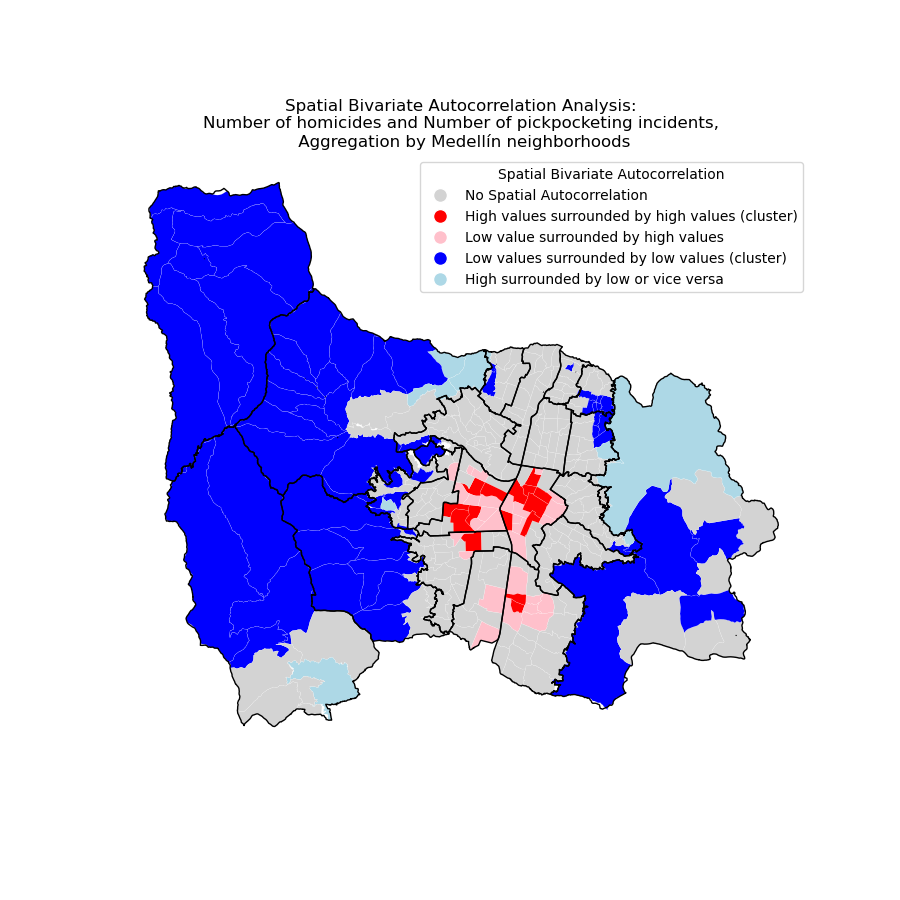 Spatial Bivariate Autocorrelation Analysis:
Number of homicides and Number of pickpocketing incidents,
Aggregation by Medellín neighborhoods
Spatial Bivariate Autocorrelation
No Spatial Autocorrelation
High values surrounded by high values (cluster)
Low value surrounded by high values
Low values surrounded by low values (cluster)
High surrounded by low or vice versa